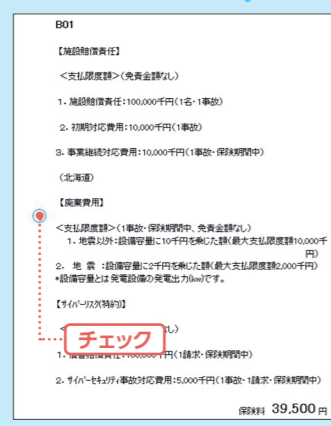 B01
【施設賠償責任】
＜支払限度額＞(免責金額なし)
1. 施設賠償責任:100,000千円(1名・1事故)
2. 初期対応費用:10,000千円(1事故)
3. 事業継続対応費用:10,000千円(1事故・保険期間中)
(北海道)
【廃棄費用】
＜支払限度額＞(1事故・保険期間中、免責金額なし)
1. 地震以外:設備容量に10千円を乗じた額(最大支払限度額10,000千
円)
2. 地 震 :設備容量に2千円を乗じた額(最大支払限度額2,000千円)
*設備容量とは発電設備の発電出力(kw)です。
【サイバーリスク(特約)】
＜
し)
チェック
1.
円(1請求・保険期間中)
2. サイバーセキュリティ事故対応費用:5,000千円(1事故・1請求・保険期間中)
保険料 39,500 円